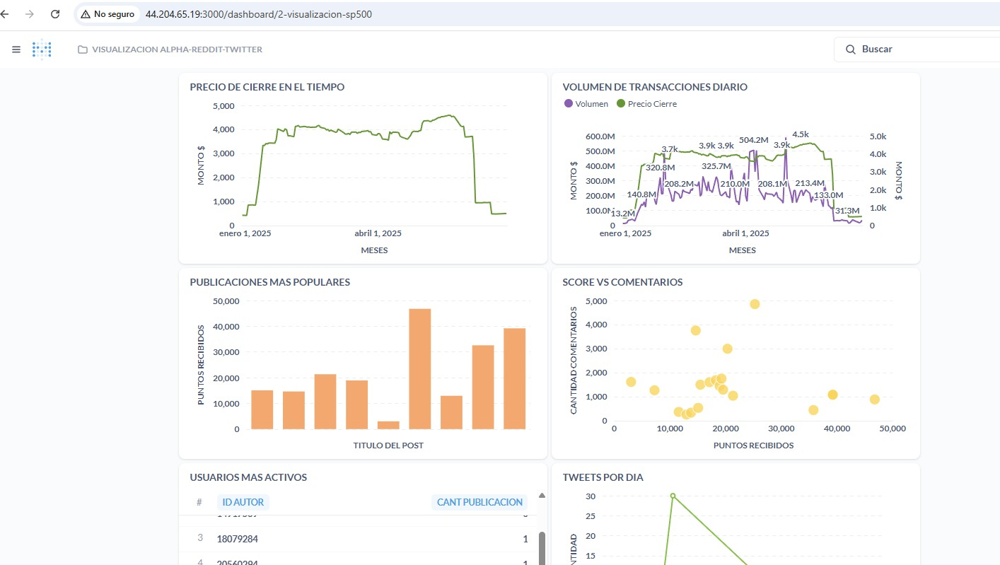 No seguro
44.204.65.19:3000/dashboard/2-visualizacion-sp500
VISUALIZACION ALPHA-REDDIT-TWITTER
Buscar
PRECIO DE CIERRE EN EL TIEMPO
MONTO $
5,000
4,000
3,000
2,000
1,000
0
enero 1, 2025
abril 1, 2025
MESES
VOLUMEN DE TRANSACCIONES DIARIO
Volumen
Precio Cierre
MONTO $
600.0M
500.0M
400.0M
300.0M
200.0M
100.0M
0
13.2M
140.8M
320.8M
3.7k
208.2M
3.9k
325.7M
3.9k
210.0M
504.2M
208.1M
3.9k
4.5k
213.4M
133.0M
31.3M
5.0k
4.0k
3.0k
2.0k
1.0k
0
MONTO $
enero 1, 2025
abril 1, 2025
MESES
PUBLICACIONES MAS POPULARES
PUNTOS RECIBIDOS
50,000
40,000
30,000
20,000
10,000
0
TITULO DEL POST
SCORE VS COMENTARIOS
CANTIDAD COMENTARIOS
5,000
4,000
3,000
2,000
1,000
0
0
10,000
20,000
30,000
40,000
50,000
PUNTOS RECIBIDOS
USUARIOS MAS ACTIVOS
# ID AUTOR CANT PUBLICACION
3 18079284 1
4 20560294 1
TWEETS POR DIA
30
25
20
15